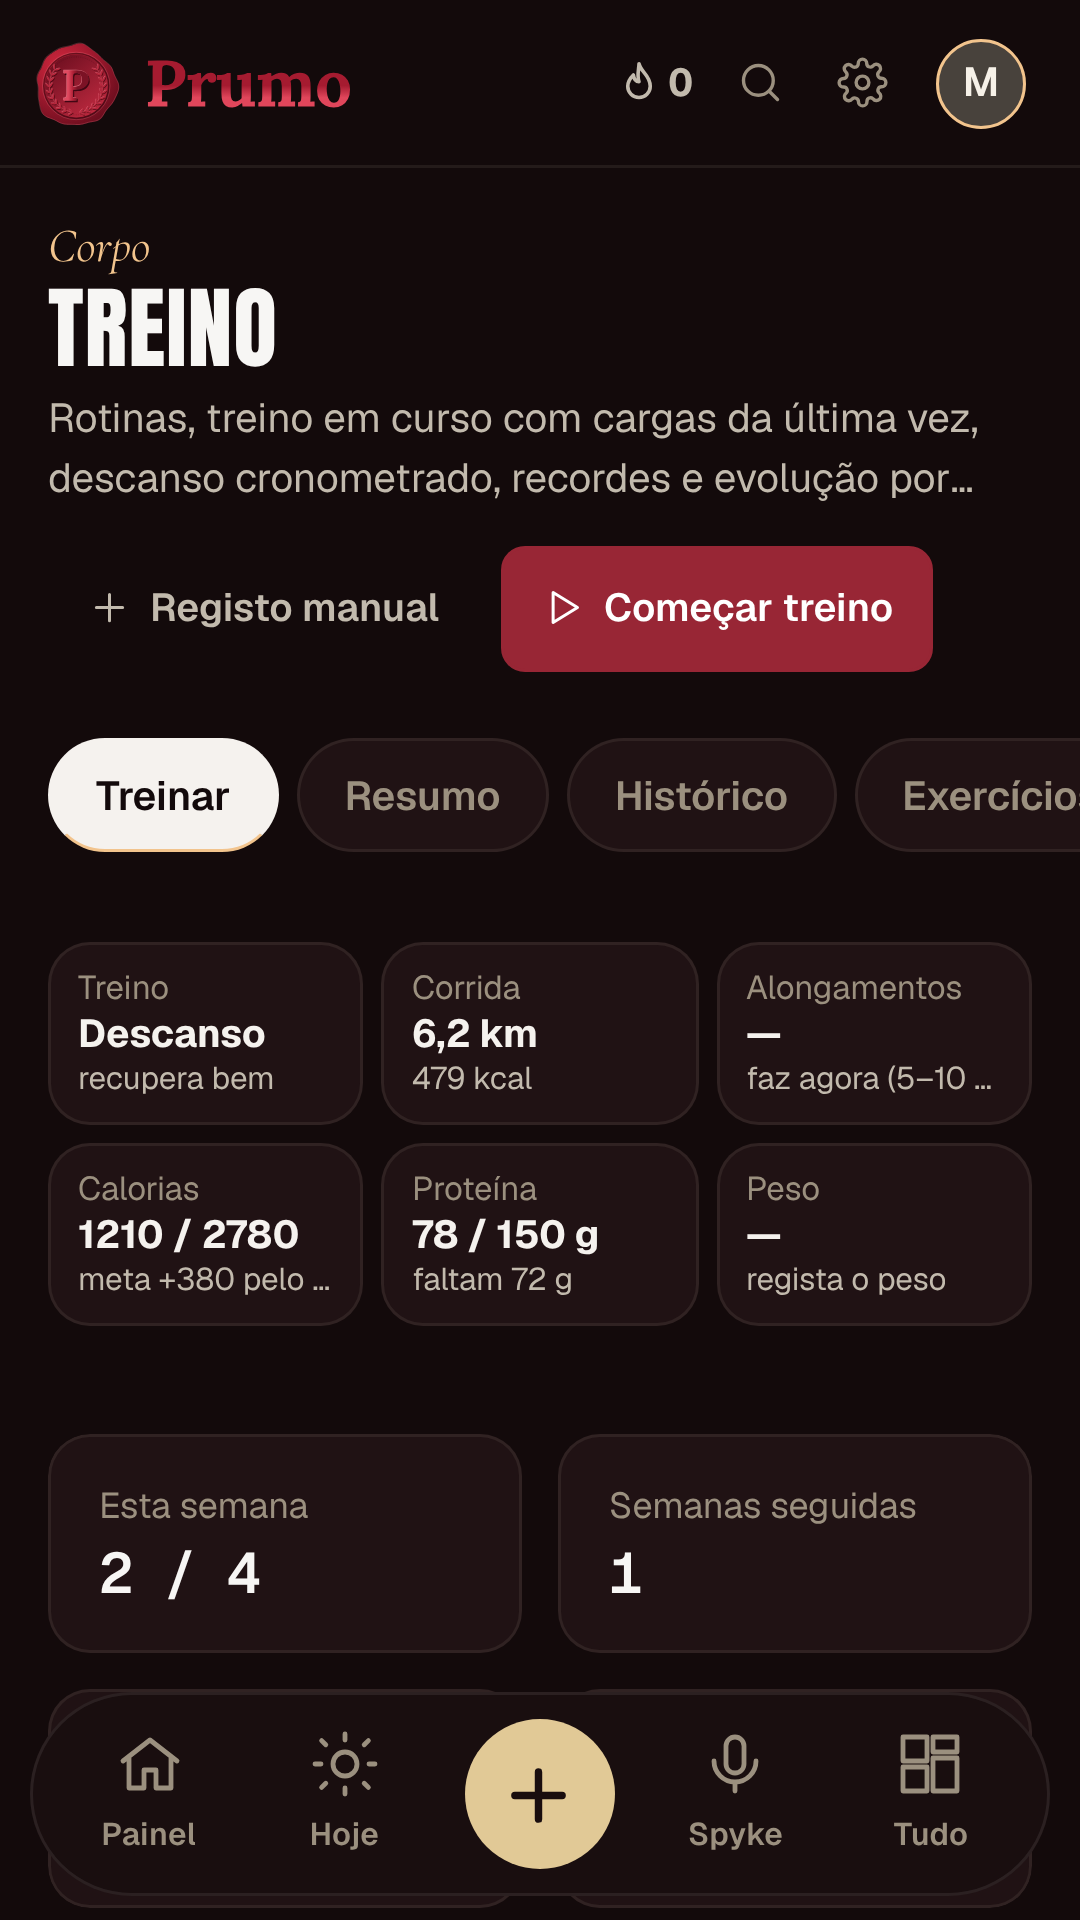 P Prumo 0 M
Corpo
TREINO
Rotinas, treino em curso com cargas da última vez,
descanso cronometrado, recordes e evolução por...
Registo manual Começar treino
Treinar Resumo Histórico Exercícios
Treino
Descanso
recupera bem
Corrida
6,2 km
479 kcal
Alongamentos
—
faz agora (5–10 ...
Calorias
1210 / 2780
meta +380 pelo ...
Proteína
78 / 150 g
faltam 72 g
Peso
—
regista o peso
Esta semana
2 / 4
Semanas seguidas
1
Painel Hoje Spyke Tudo